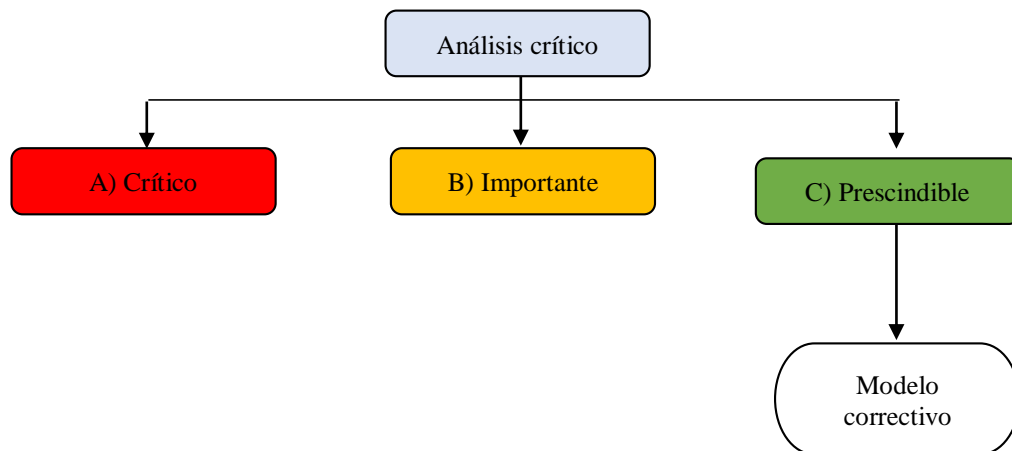 Análisis crítico
A) Crítico
B) Importante
C) Prescindible
Modelo
correctivo